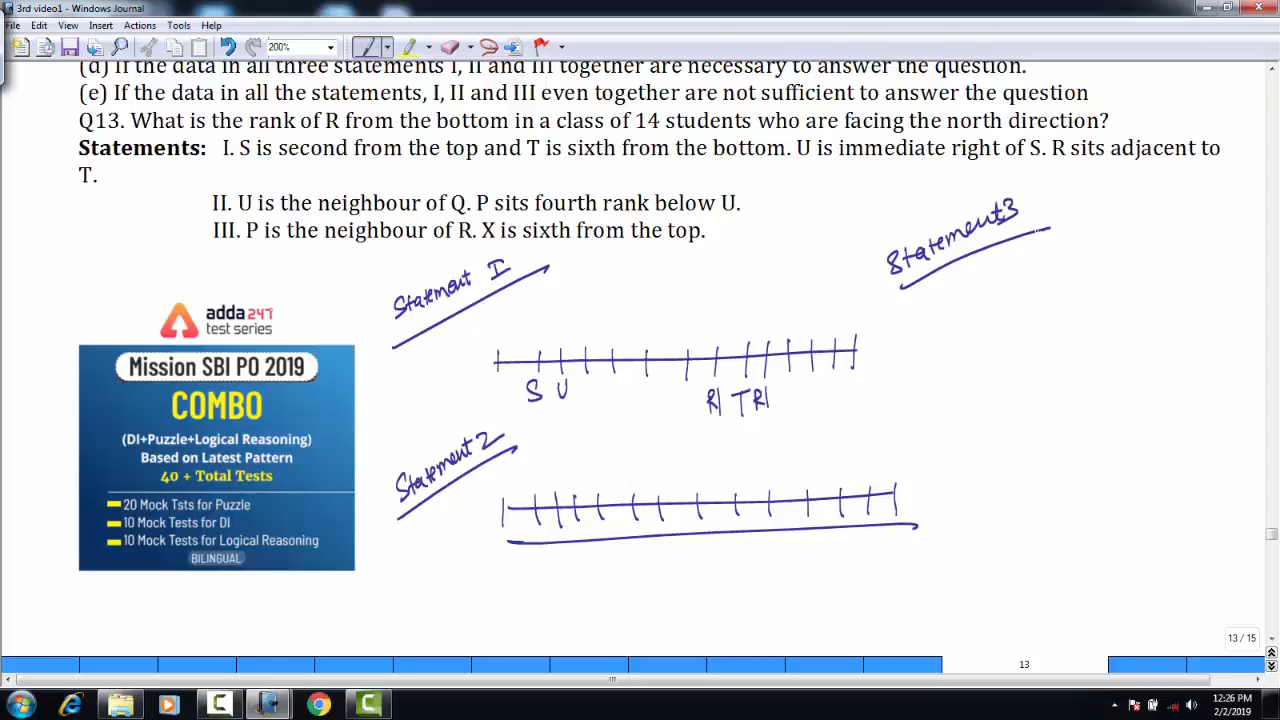 3rd video1 - Windows Journal
File Edit View Insert Actions Tools Help
200%
(d) If the data in all three statements I, II and III together are necessary to answer the question.
(e) If the data in all the statements, I, II and III even together are not sufficient to answer the question
Q13. What is the rank of R from the bottom in a class of 14 students who are facing the north direction?
Statements: I. S is second from the top and T is sixth from the bottom. U is immediate right of S. R sits adjacent to
T.
II. U is the neighbour of Q. P sits fourth rank below U.
III. P is the neighbour of R. X is sixth from the top.
Statement I
Statement3
S U R T R
Statement 2
adda247
test series
Mission SBI PO 2019
COMBO
(DI+Puzzle+Logical Reasoning)
Based on Latest Pattern
40 + Total Tests
20 Mock Tsts for Puzzle
10 Mock Tests for DI
10 Mock Tests for Logical Reasoning
BILINGUAL
13 / 15
13
12:26 PM
2/2/2019